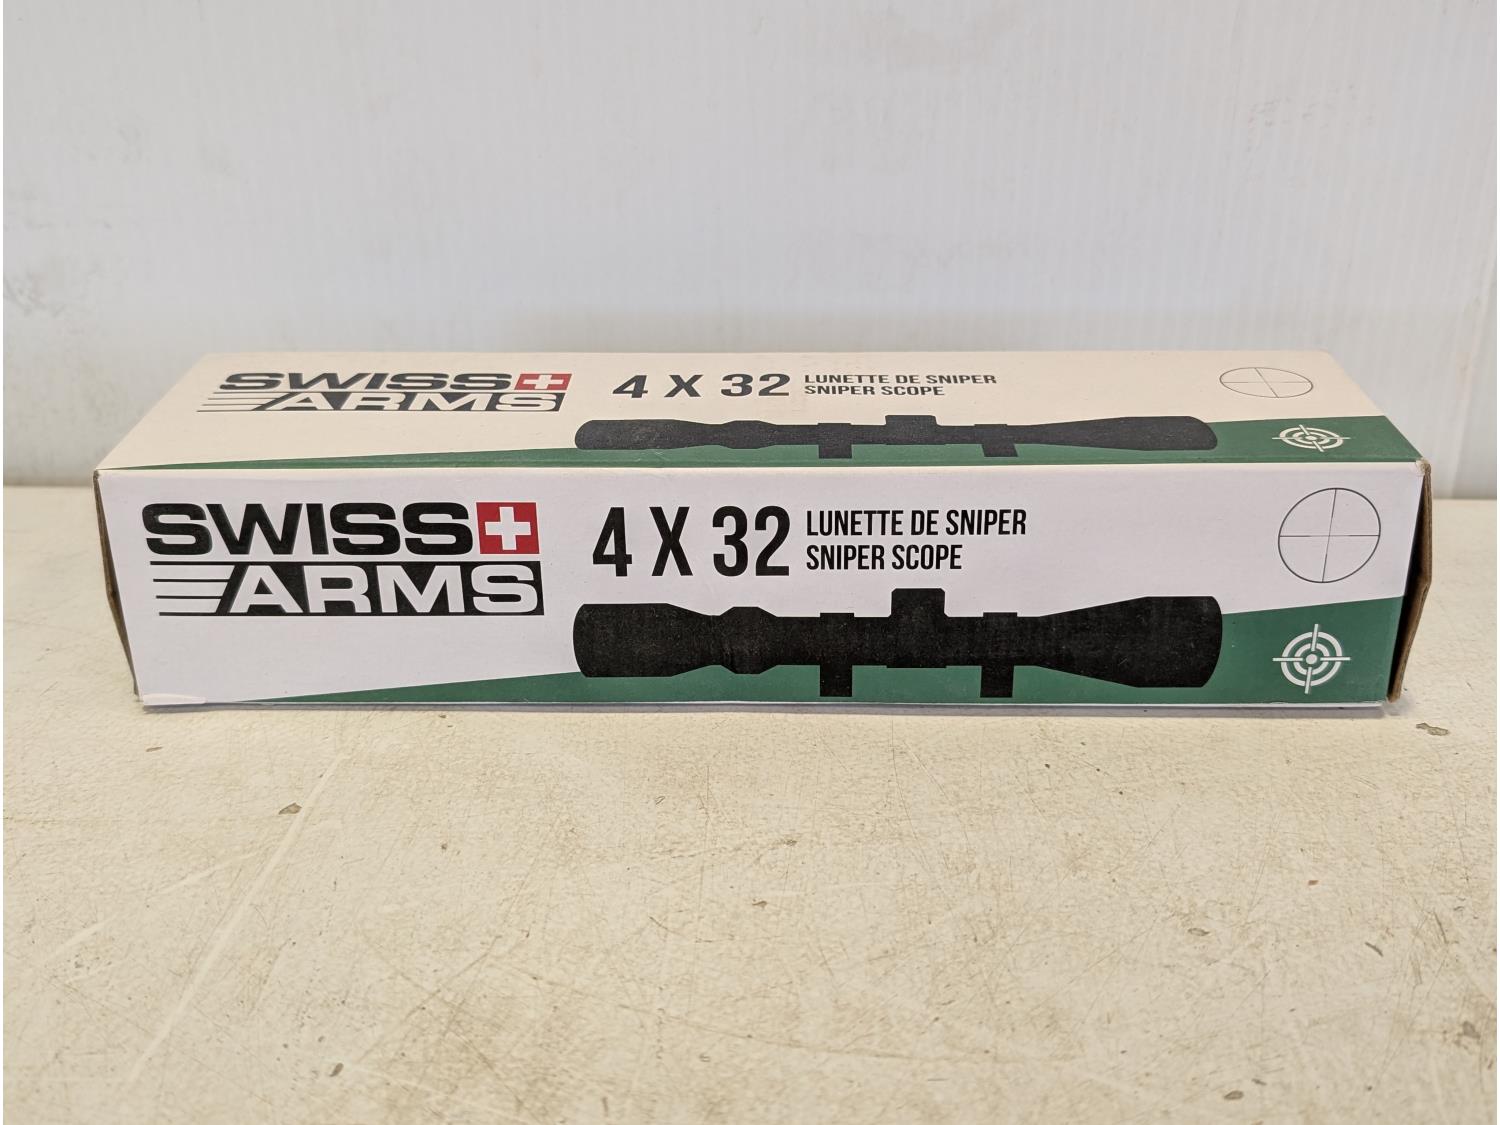 SWISS
ARMS
4 X 32
LUNETTE DE SNIPER
SNIPER SCOPE
SWISS
ARMS
4 X 32
LUNETTE DE SNIPER
SNIPER SCOPE